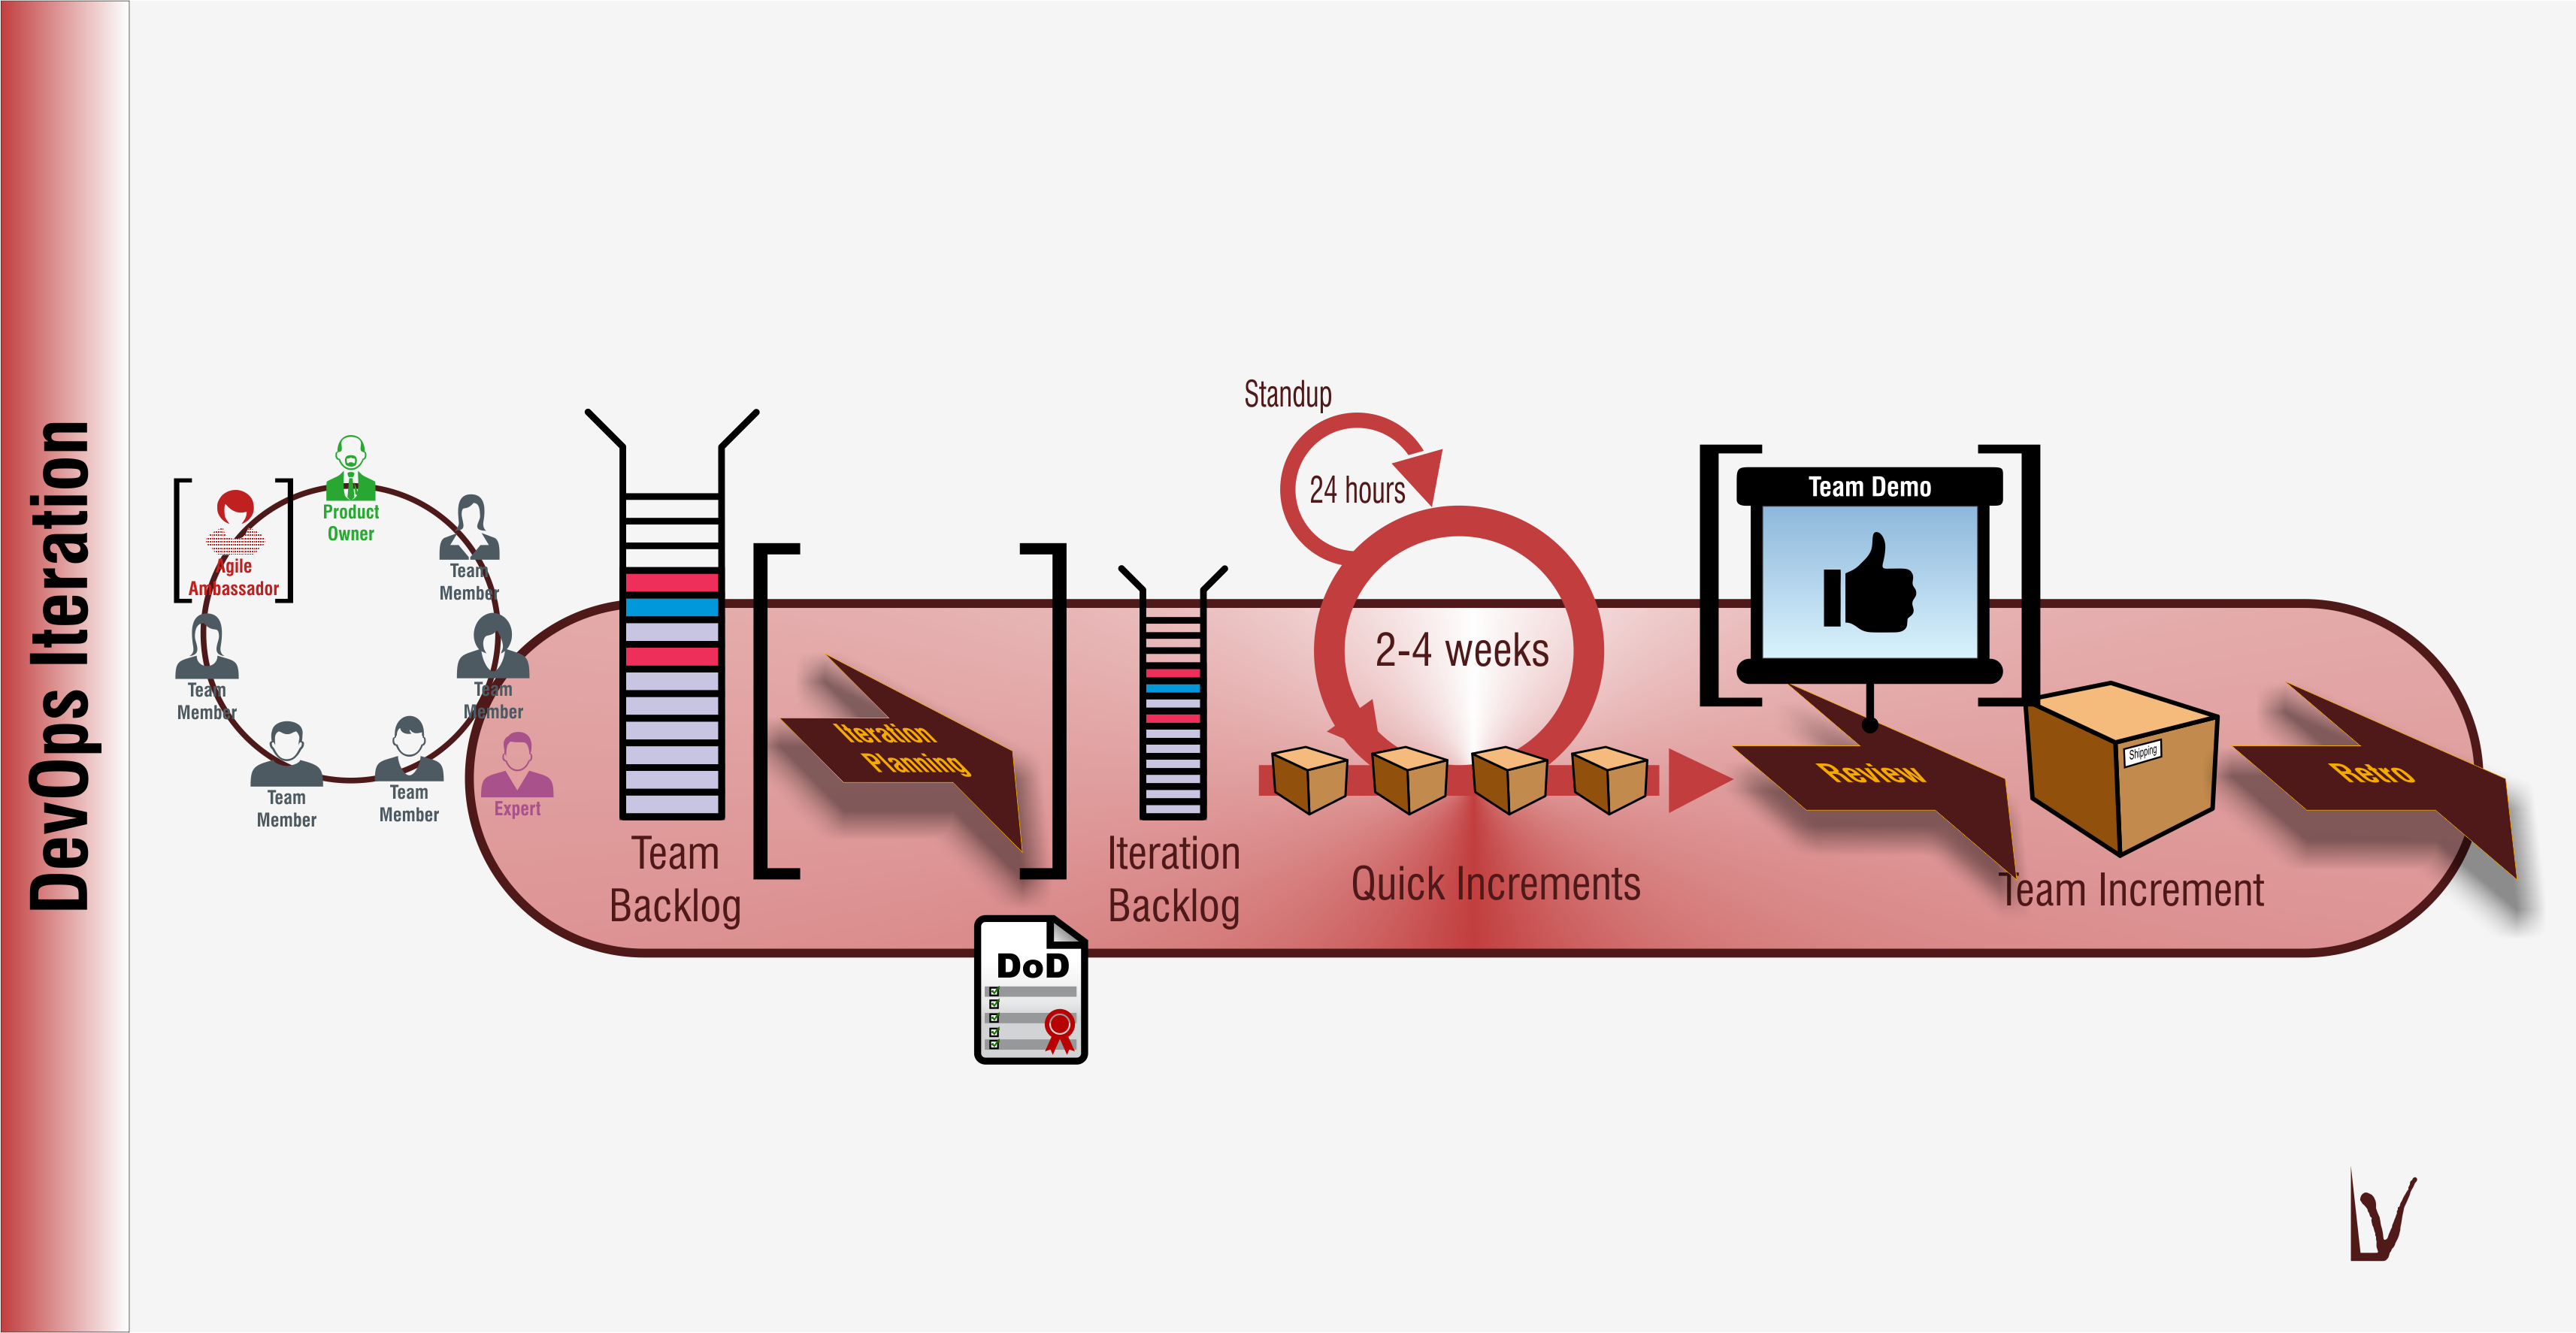 DevOps Iteration
Product
Owner
Agile
Ambassador
Team
Member
Team
Member
Team
Member
Team
Member
Team
Member
Expert
Team
Backlog
Iteration
Planning
DoD
Iteration
Backlog
Standup
24 hours
2-4 weeks
Quick Increments
Team Demo
Review
Shipping
Team Increment
Retro
LV